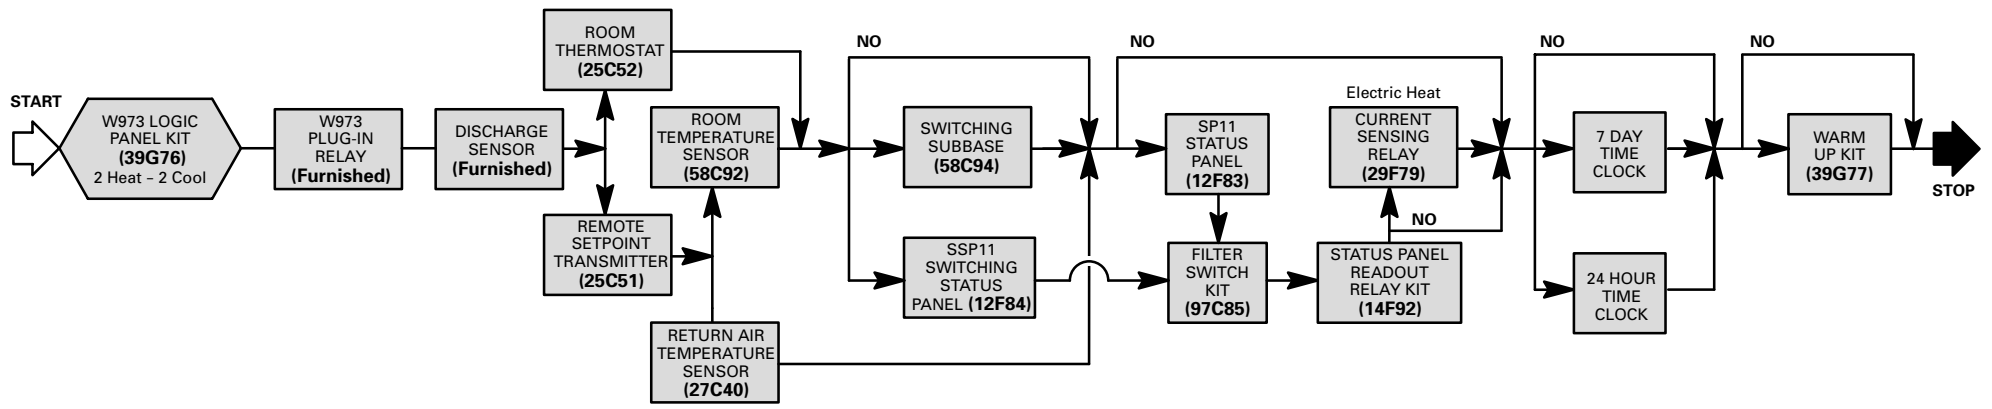 START
W973 LOGIC
PANEL KIT
(39G76)
2 Heat – 2 Cool
W973
PLUG-IN
RELAY
(Furnished)
DISCHARGE
SENSOR
(Furnished)
ROOM
THERMOSTAT
(25C52)
REMOTE
SETPOINT
TRANSMITTER
(25C51)
ROOM
TEMPERATURE
SENSOR
(58C92)
RETURN AIR
TEMPERATURE
SENSOR
(27C40)
NO
SWITCHING
SUBBASE
(58C94)
SSP11
SWITCHING
STATUS
PANEL (12F84)
NO
SP11
STATUS
PANEL
(12F83)
FILTER
SWITCH
KIT
(97C85)
Electric Heat
CURRENT
SENSING
RELAY
(29F79)
NO
STATUS PANEL
READOUT
RELAY KIT
(14F92)
NO
7 DAY
TIME
CLOCK
24 HOUR
TIME
CLOCK
NO
WARM
UP KIT
(39G77)
STOP